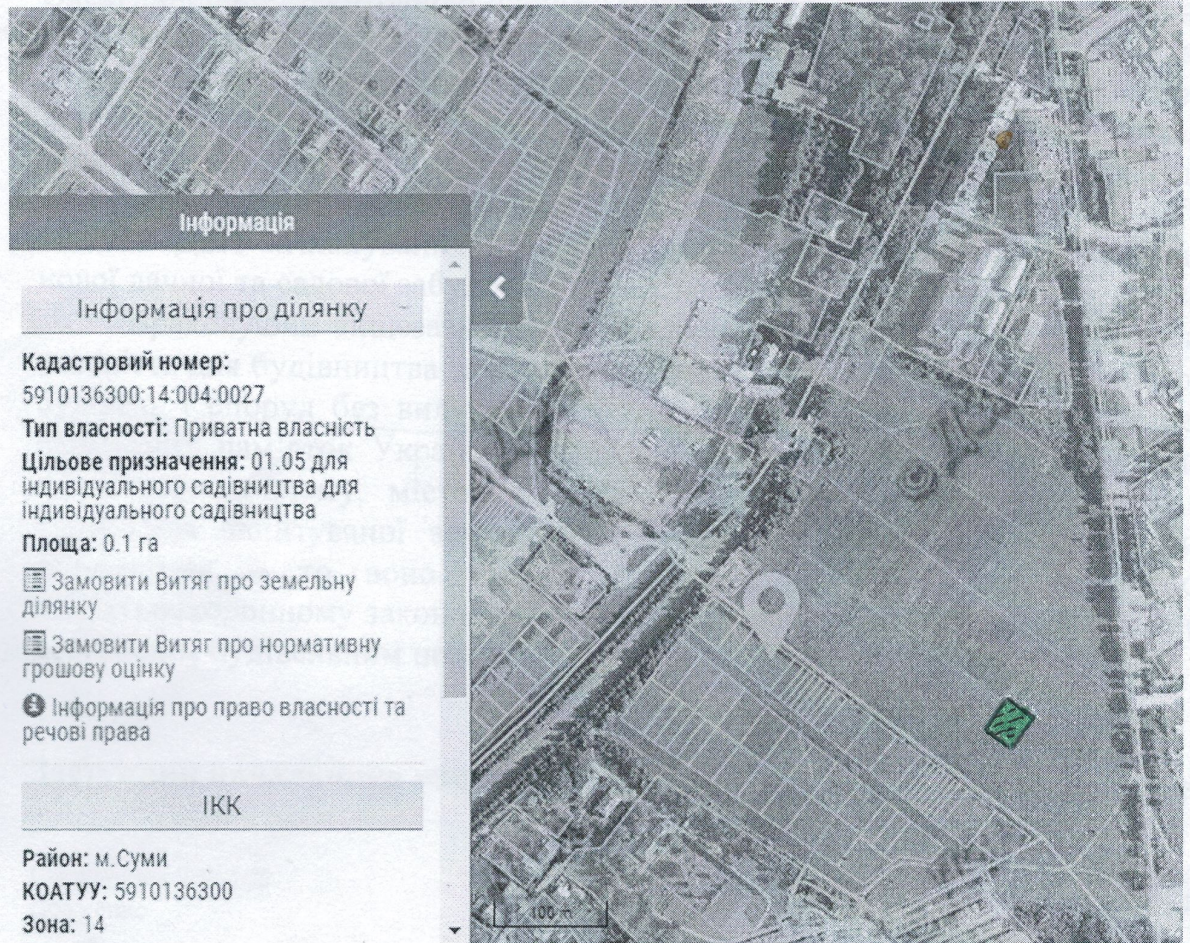 Інформація
Інформація про ділянку
Кадастровий номер:
5910136300:14:004:0027
Тип власності: Приватна власність
Цільове призначення: 01.05 для
індивідуального садівництва для
індивідуального садівництва
Площа: 0.1 га
Замовити Витяг про земельну
ділянку
Замовити Витяг про нормативну
грошову оцінку
Інформація про право власності та
речові права
ІКК
Район: м.Суми
КОАТУУ: 5910136300
Зона: 14
100 m